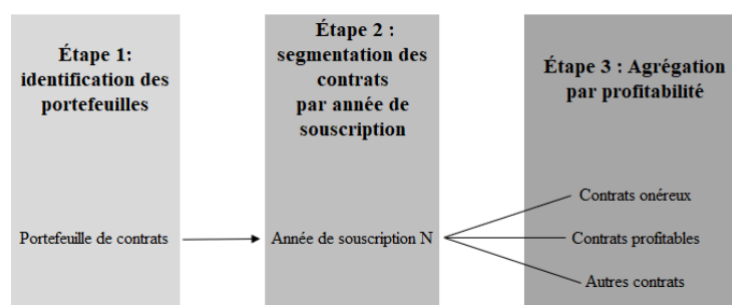 Étape 1:
identification des
portefeuilles
Étape 2 :
segmentation des
contrats
par année de
souscription
Étape 3 : Agrégation
par profitabilité
Portefeuille de contrats
Année de souscription N
Contrats onéreux
Contrats profitables
Autres contrats